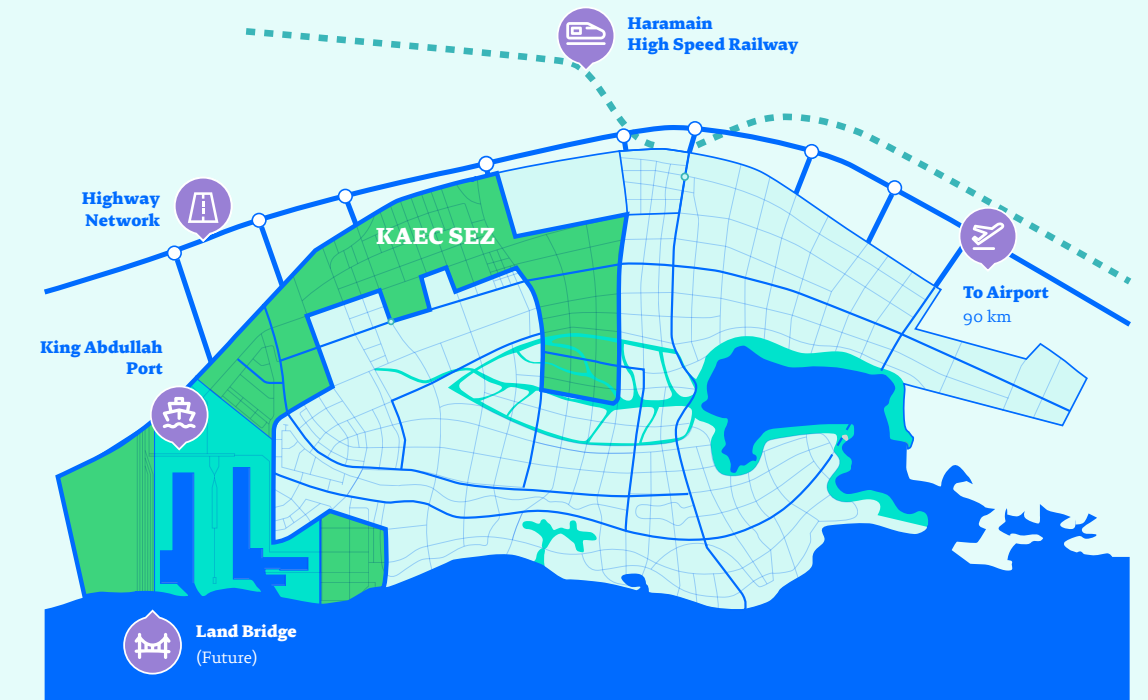 Haramain
High Speed Railway
Highway
Network
KAEC SEZ
To Airport
90 km
King Abdullah
Port
Land Bridge
(Future)